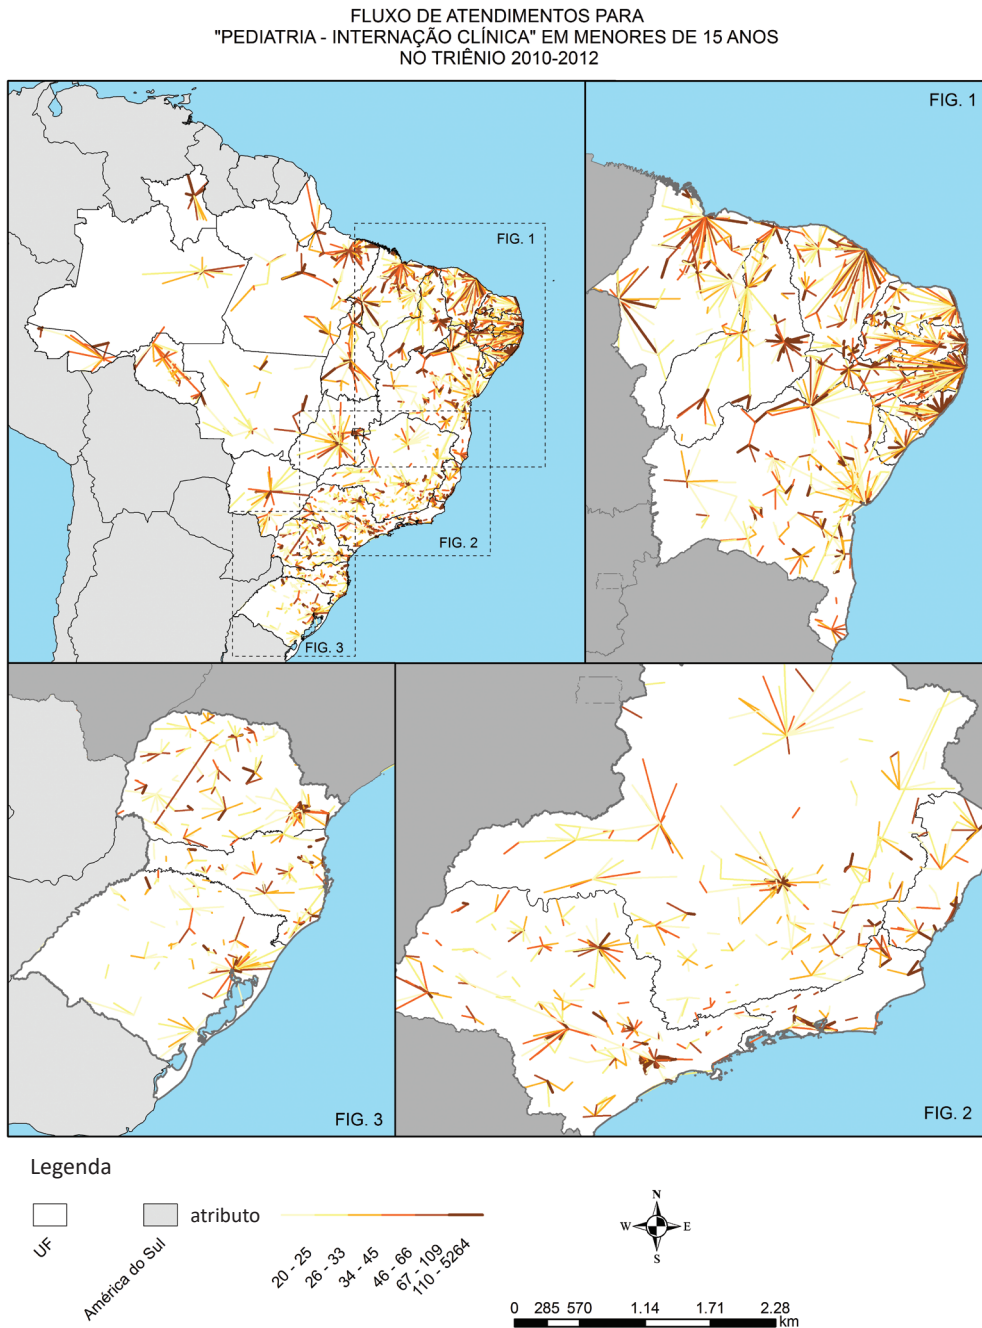 FLUXO DE ATENDIMENTOS PARA
"PEDIATRIA - INTERNAÇÃO CLÍNICA" EM MENORES DE 15 ANOS
NO TRIÊNIO 2010-2012
FIG. 1
FIG. 1
FIG. 2
FIG. 3
FIG. 3
FIG. 2
Legenda
UF
América do Sul
atributo
20 - 25
26 - 33
34 - 45
46 - 66
67 - 109
110 - 5264
N
W E
S
0 285 570 1.14 1.71 2.28
km